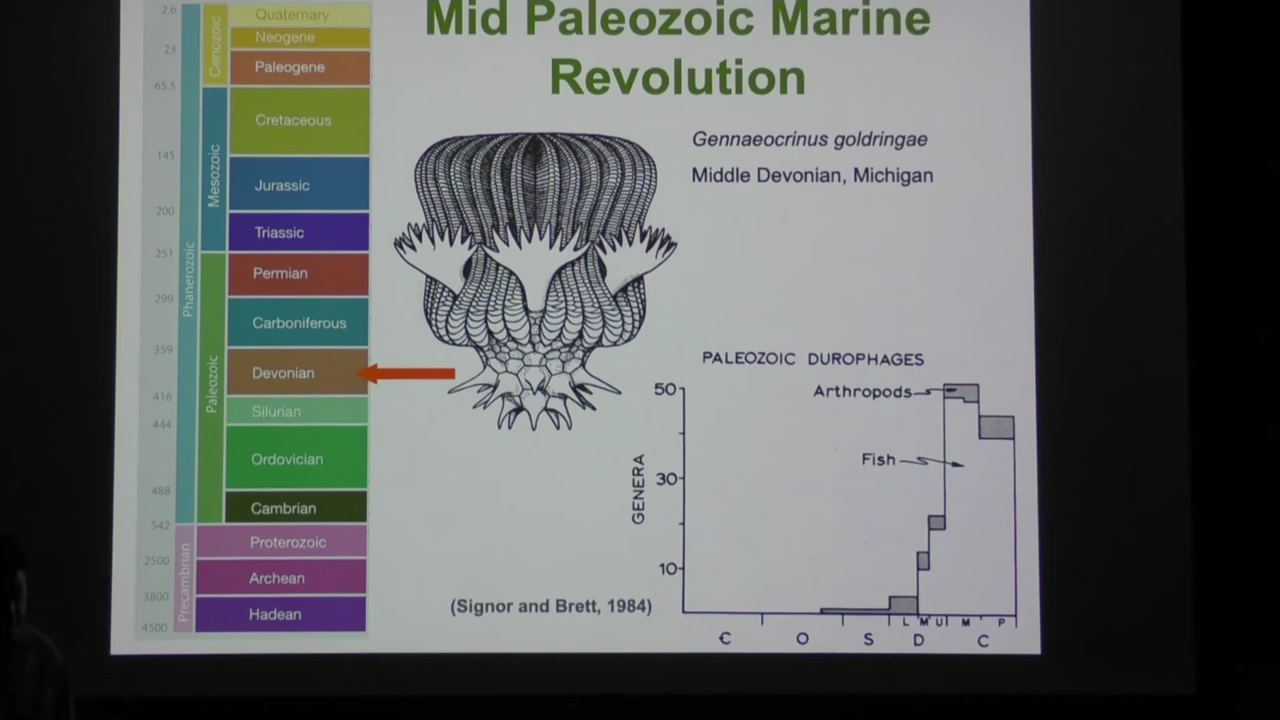 Mid Paleozoic Marine
Revolution
2.6
23
65.5
145
200
251
299
359
416
444
488
542
2500
3800
4500
Phanerozoic
Precambrian
Cenozoic
Mesozoic
Paleozoic
Quaternary
Neogene
Paleogene
Cretaceous
Jurassic
Triassic
Permian
Carboniferous
Devonian
Silurian
Ordovician
Cambrian
Proterozoic
Archean
Hadean
Gennaeocrinus goldringae
Middle Devonian, Michigan
PALEOZOIC DUROPHAGES
50
30
10
GENERA
Arthropods
Fish
L M U M P
Є O S D C
(Signor and Brett, 1984)